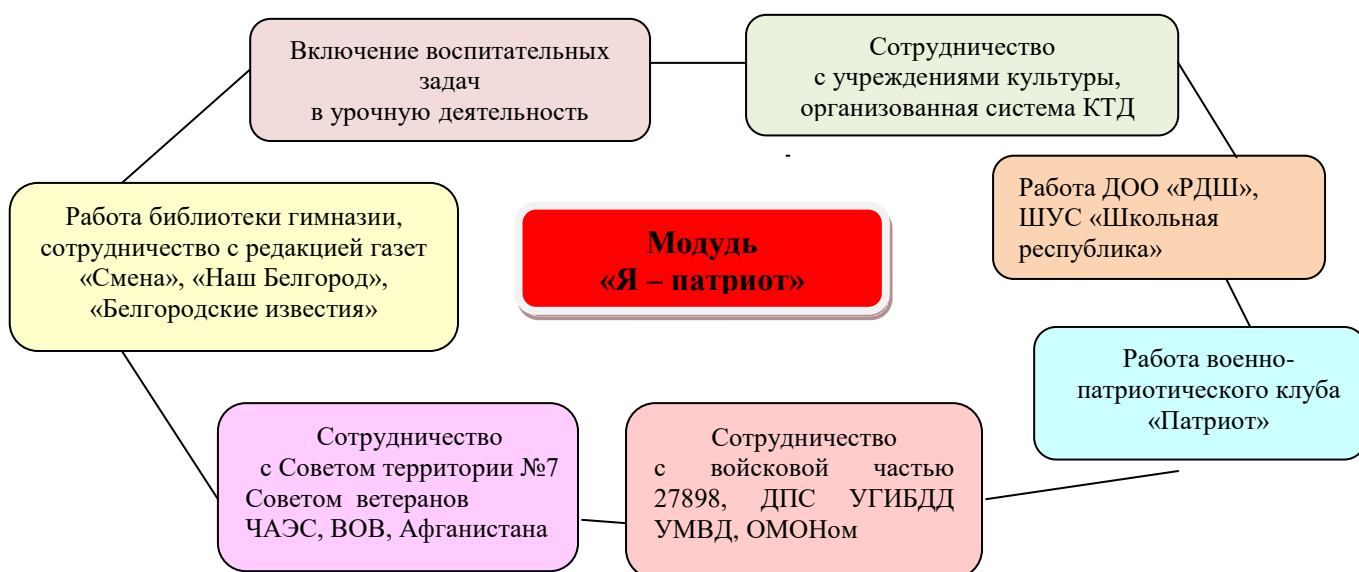 Включение воспитательных
задач
в урочную деятельность
Сотрудничество
с учреждениями культуры,
организованная система КТД
Работа ДОО «РДШ»,
ШУС «Школьная
республика»
Работа библиотеки гимназии,
сотрудничество с редакцией газет
«Смена», «Наш Белгород»,
«Белгородские известия»
Модудь
«Я – патриот»
Работа военно-
патриотического клуба
«Патриот»
Сотрудничество
с Советом территории №7
Советом ветеранов
ЧАЭС, ВОВ, Афганистана
Сотрудничество
с войсковой частью
27898, ДПС УГИБДД
УМВД, ОМОНом